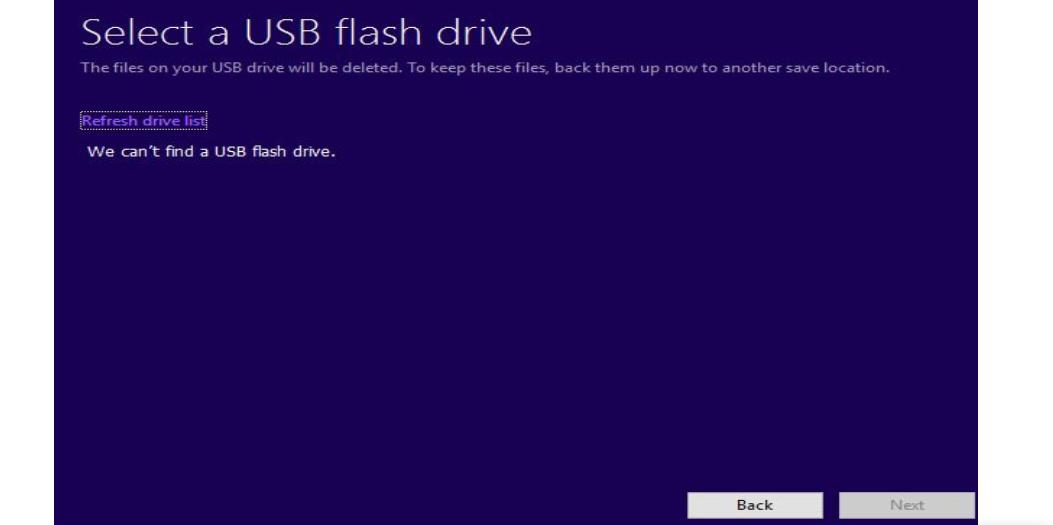 Select a USB flash drive
The files on your USB drive will be deleted. To keep these files, back them up now to another save location.
Refresh drive list
We can't find a USB flash drive.
Back
Next